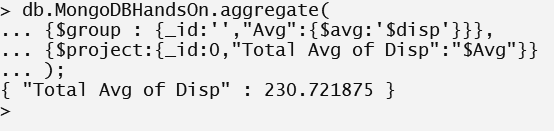 > db.MongoDBHandsOn.aggregate(
... {$group : {_id:'',"Avg":{$avg:'$disp'}}},
... {$project:{_id:0,"Total Avg of Disp":"$Avg"}}
... );
{ "Total Avg of Disp" : 230.721875 }
>